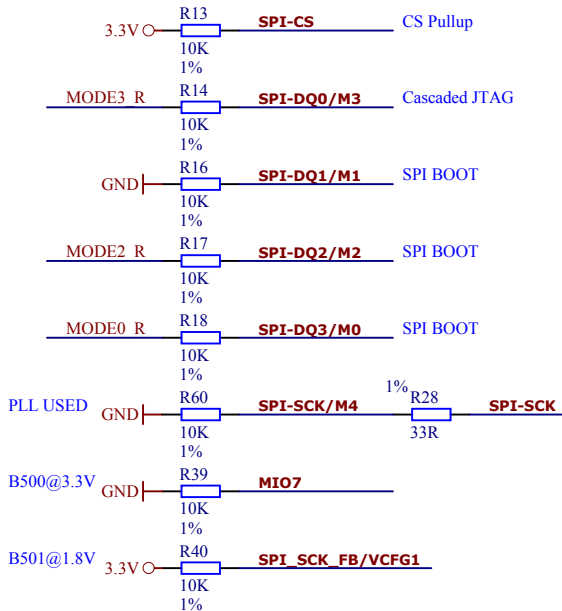 R13
3.3V
SPI-CS
CS Pullup
10K
1%
R14
MODE3_R
SPI-DQ0/M3
Cascaded JTAG
10K
1%
R16
GND
SPI-DQ1/M1
SPI BOOT
10K
1%
R17
MODE2_R
SPI-DQ2/M2
SPI BOOT
10K
1%
R18
MODE0_R
SPI-DQ3/M0
SPI BOOT
10K
1%
PLL USED
GND
R60
SPI-SCK/M4
1%
R28
SPI-SCK
10K
33R
1%
B500@3.3V
GND
R39
MIO7
10K
1%
B501@1.8V
3.3V
R40
SPI_SCK_FB/VCFG1
10K
1%